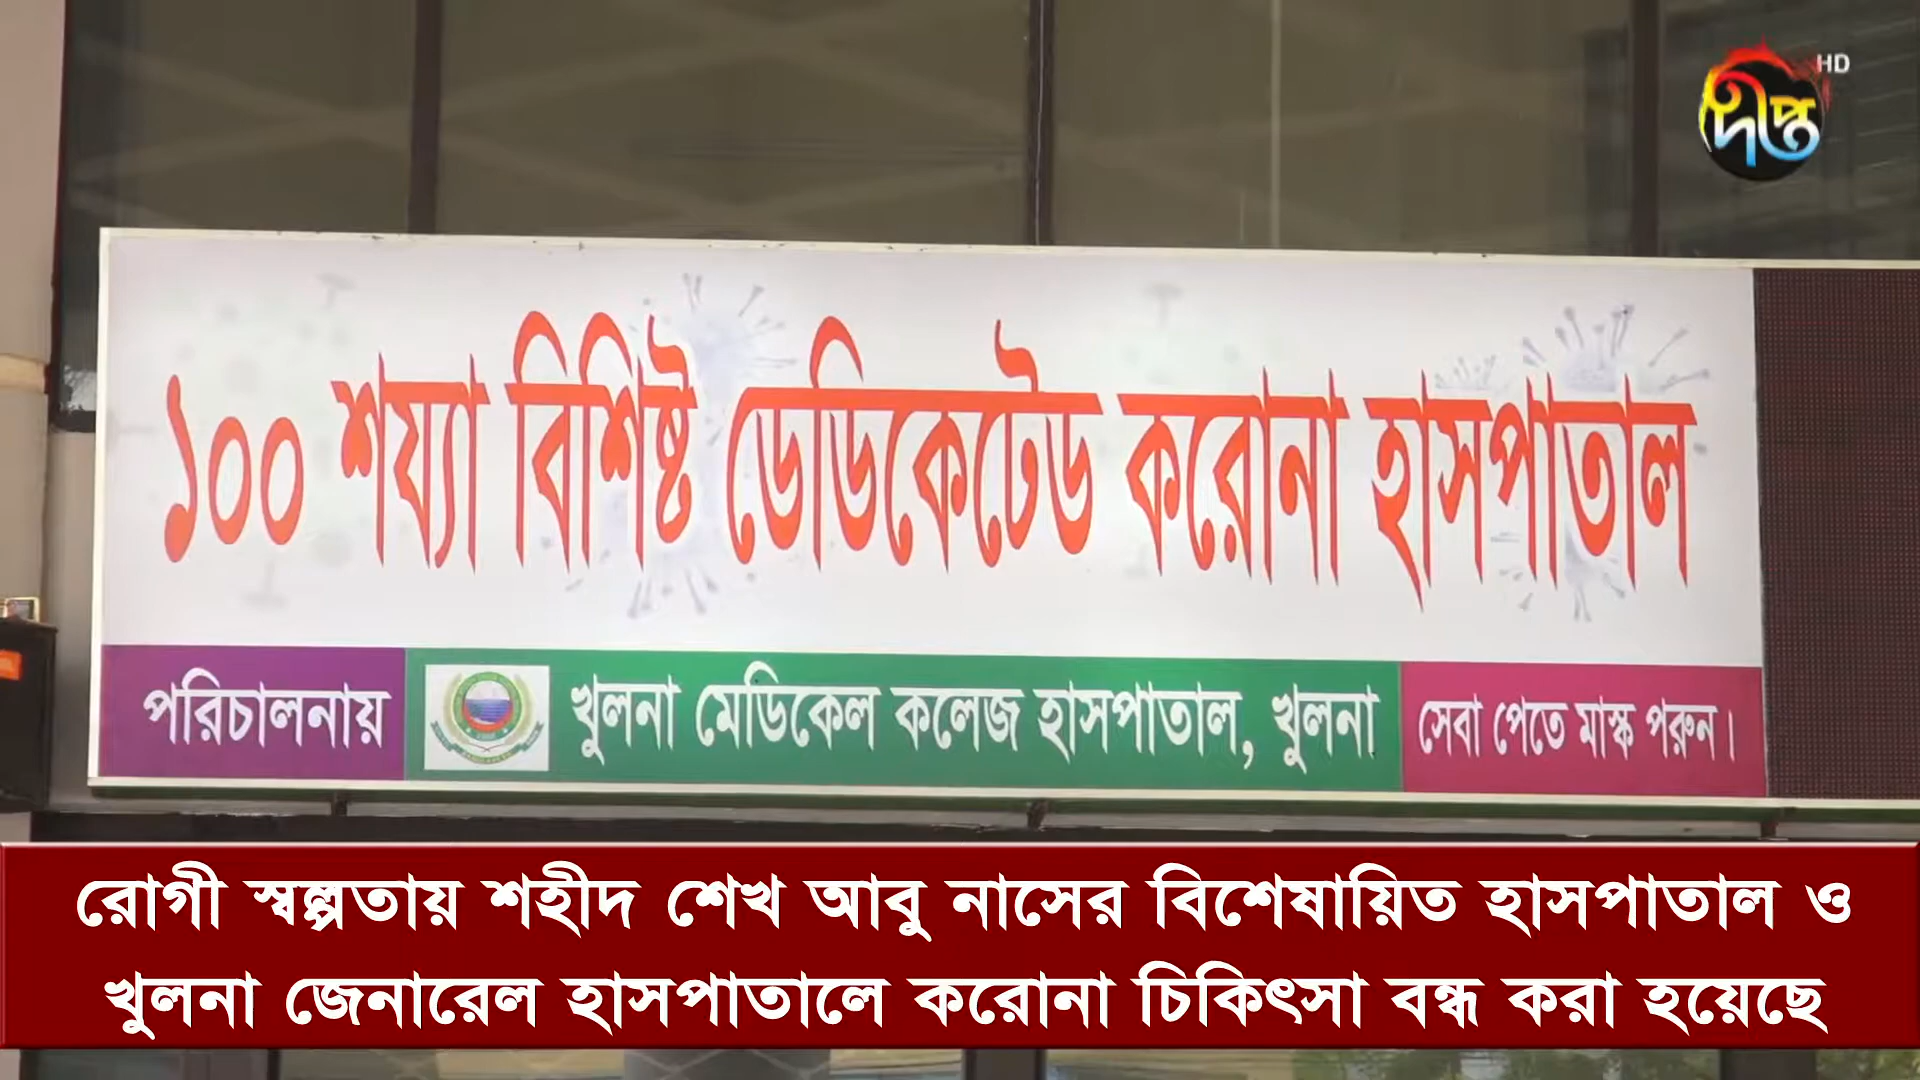 দীপ্ত HD
১০০ শয্যা বিশিষ্ট ডেডিকেটেড করোনা হাসপাতাল
পরিচালনায় খুলনা মেডিকেল কলেজ হাসপাতাল, খুলনা সেবা পেতে মাস্ক পরুন।
রোগী স্বল্পতায় শহীদ শেখ আবু নাসের বিশেষায়িত হাসপাতাল ও
খুলনা জেনারেল হাসপাতালে করোনা চিকিৎসা বন্ধ করা হয়েছে